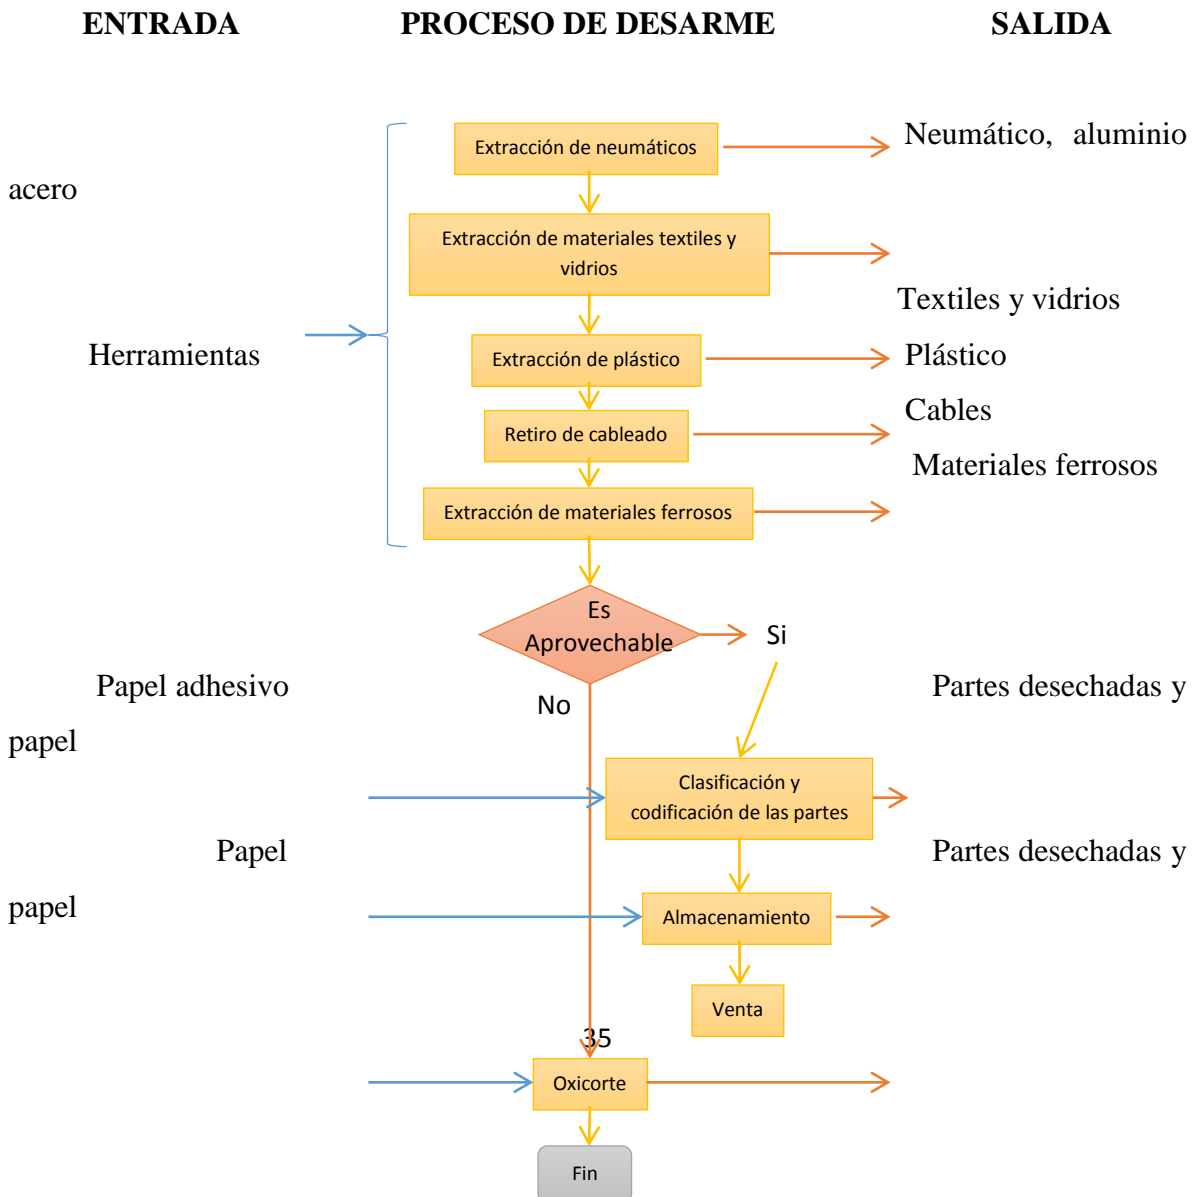 ENTRADA PROCESO DE DESARME SALIDA
Extracción de neumáticos
Neumático, aluminio
acero
Extracción de materiales textiles y
vidrios
Textiles y vidrios
Herramientas
Extracción de plástico
Plástico
Retiro de cableado
Cables
Materiales ferrosos
Extracción de materiales ferrosos
Es
Aprovechable
Si
No
Papel adhesivo
Partes desechadas y
papel
Clasificación y
codificación de las partes
Papel
Partes desechadas y
papel
Almacenamiento
Venta
35
Oxicorte
Fin